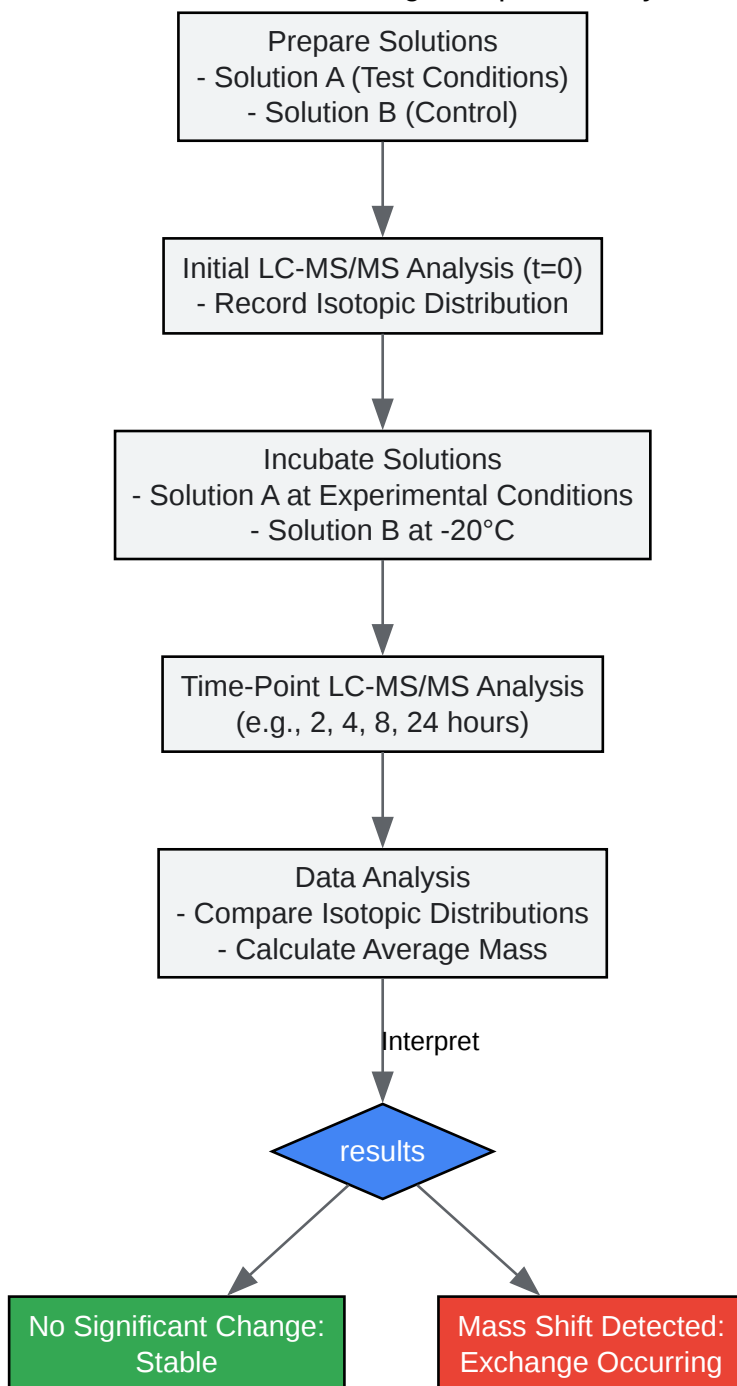 Prepare Solutions
- Solution A (Test Conditions)
- Solution B (Control)
Initial LC-MS/MS Analysis (t=0)
- Record Isotopic Distribution
Incubate Solutions
- Solution A at Experimental Conditions
- Solution B at -20°C
Time-Point LC-MS/MS Analysis
(e.g., 2, 4, 8, 24 hours)
Data Analysis
- Compare Isotopic Distributions
- Calculate Average Mass
Interpret
results
No Significant Change:
Stable
Mass Shift Detected:
Exchange Occurring